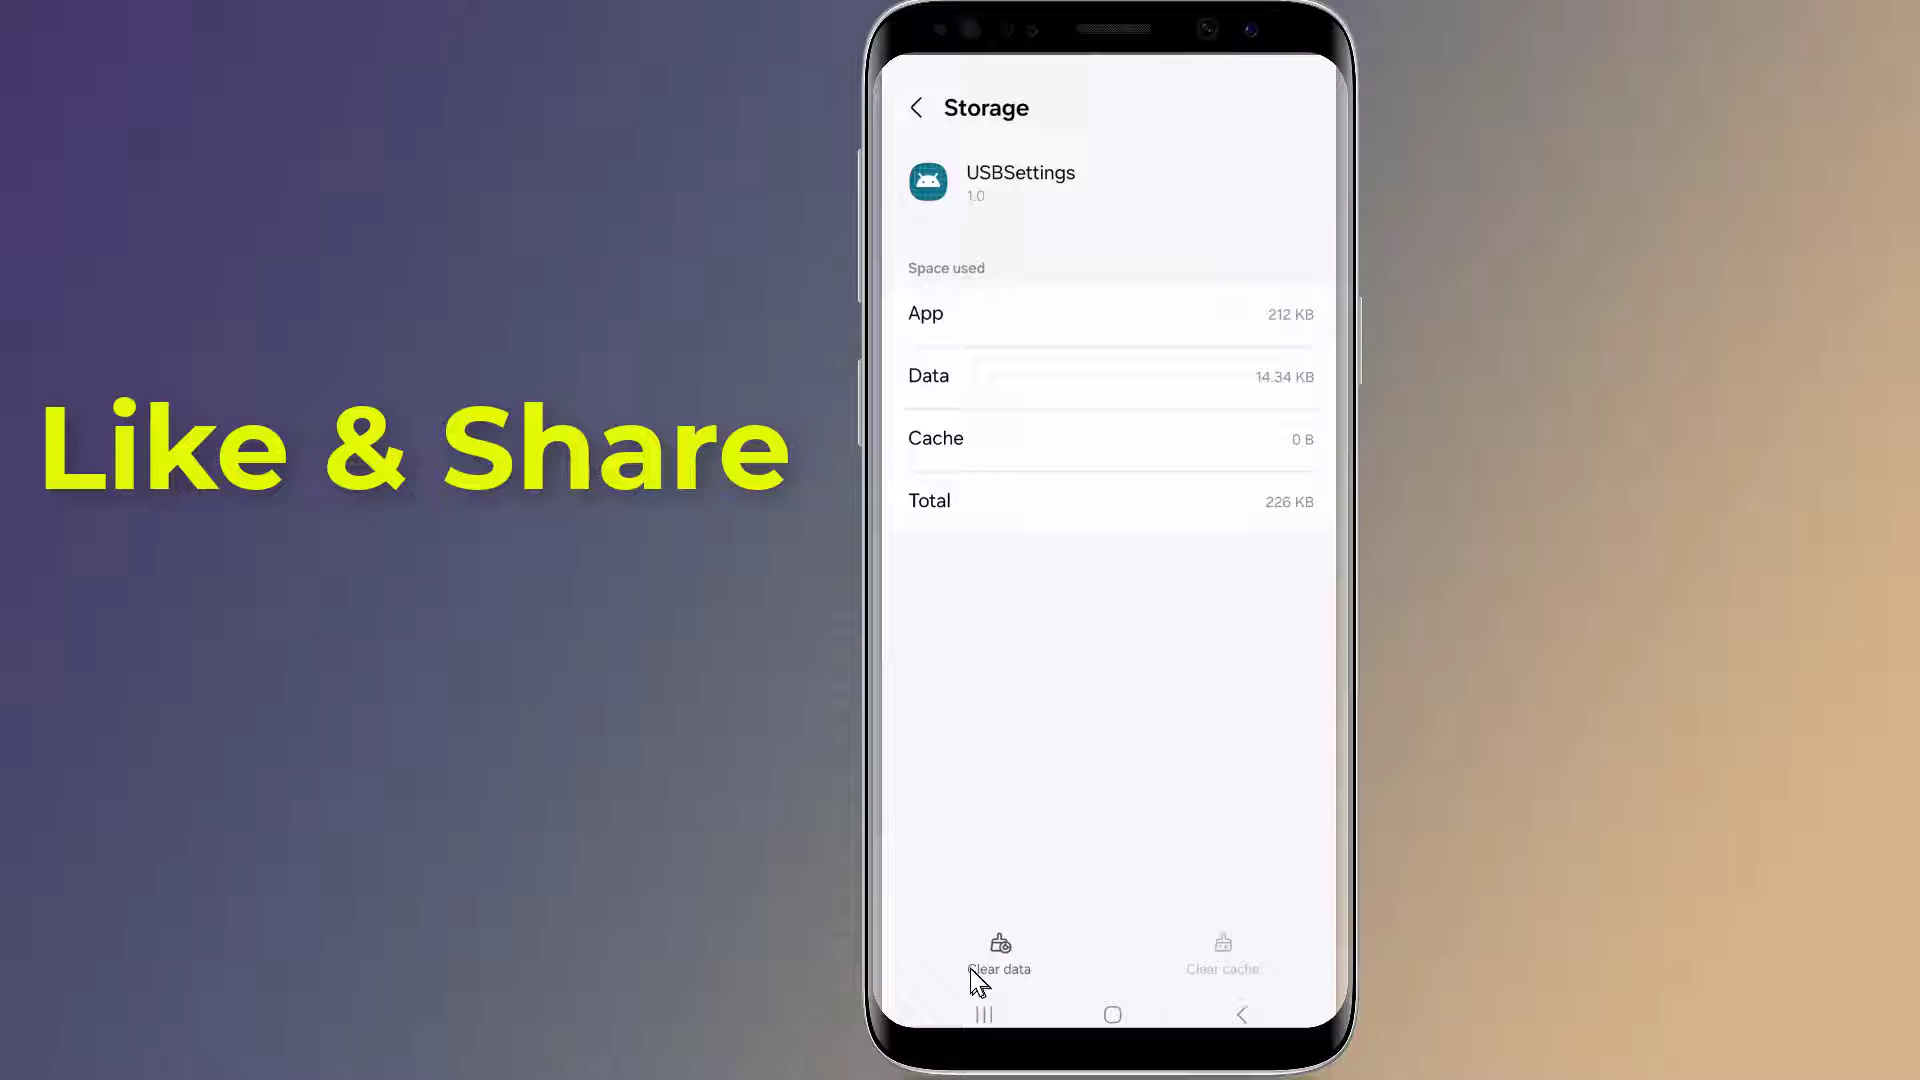 Like & Share
Storage
USBSettings
1.0
Space used
App 212 KB
Data 14.34 KB
Cache 0 B
Total 226 KB
Clear data Clear cache